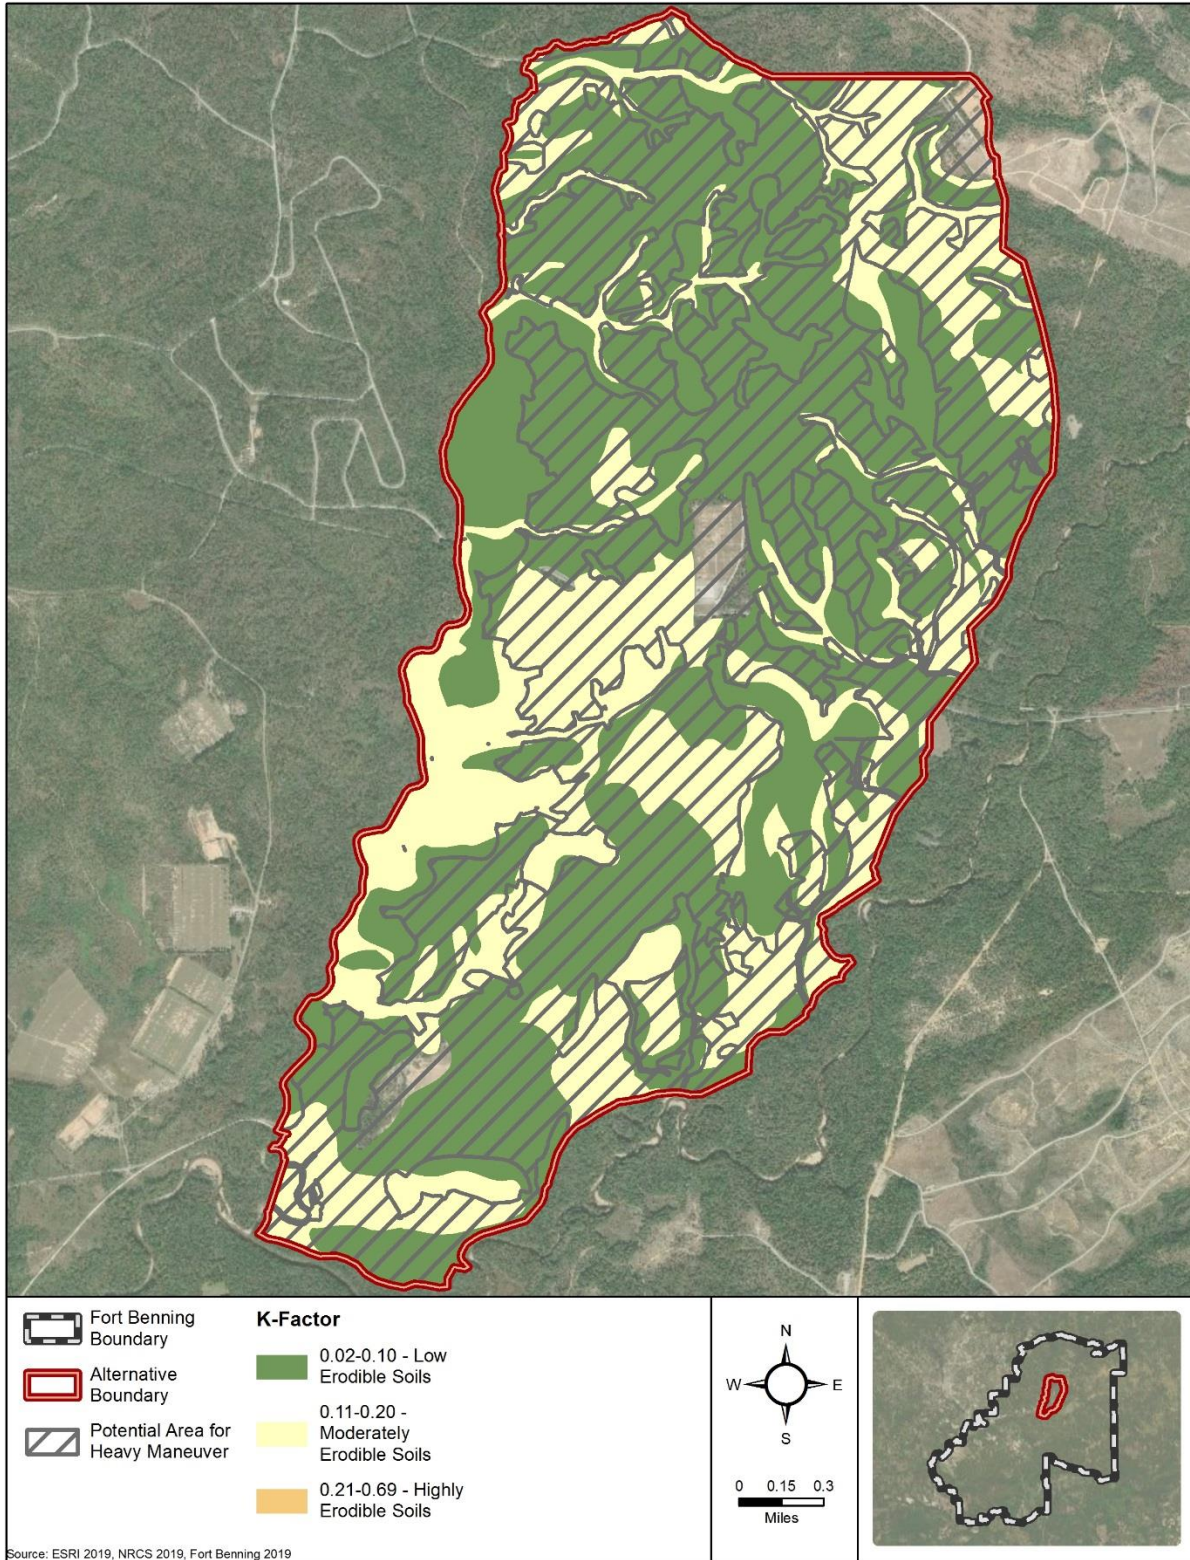 Fort Benning
Boundary
Alternative
Boundary
Potential Area for
Heavy Maneuver
K-Factor
0.02-0.10 - Low
Erodible Soils
0.11-0.20 -
Moderately
Erodible Soils
0.21-0.69 - Highly
Erodible Soils
N
W
E
S
0 0.15 0.3
Miles
Source: ESRI 2019, NRCS 2019, Fort Benning 2019